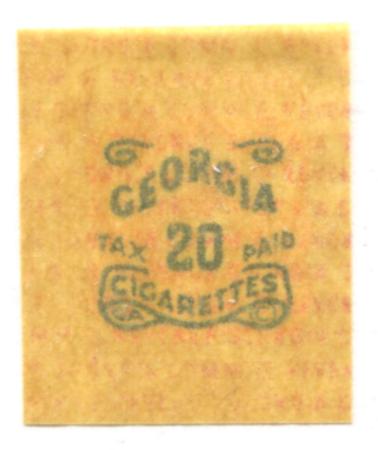 GEORGIA
TAX 20 PAID
CIGARETTES
A C